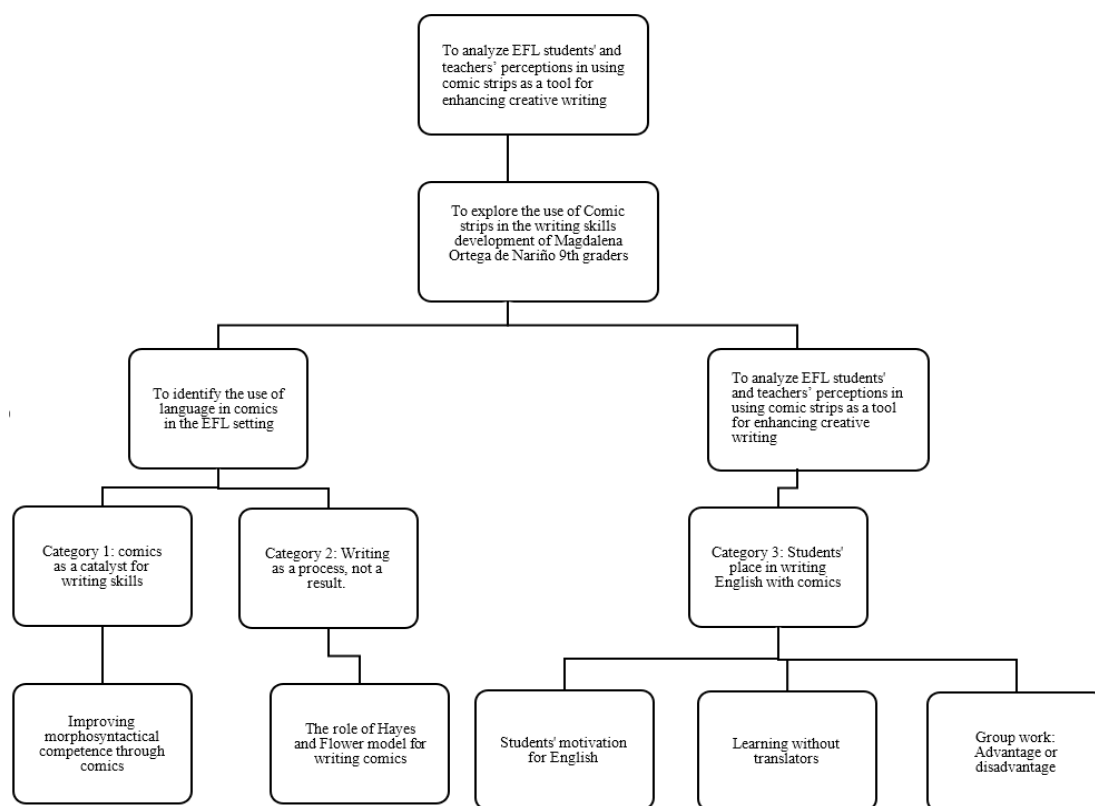 To analyze EFL students' and
teachers’ perceptions in using
comic strips as a tool for
enhancing creative writing
To explore the use of Comic
strips in the writing skills
development of Magdalena
Ortega de Nariño 9th graders
To identify the use of
language in comics
in the EFL setting
To analyze EFL students'
and teachers’ perceptions in
using comic strips as a tool
for enhancing creative
writing
Category 1: comics
as a catalyst for
writing skills
Category 2: Writing
as a process, not a
result.
Category 3: Students'
place in writing
English with comics
Improving
morphosyntactical
competence through
comics
The role of Hayes
and Flower model for
writing comics
Students' motivation
for English
Learning without
translators
Group work:
Advantage or
disadvantage